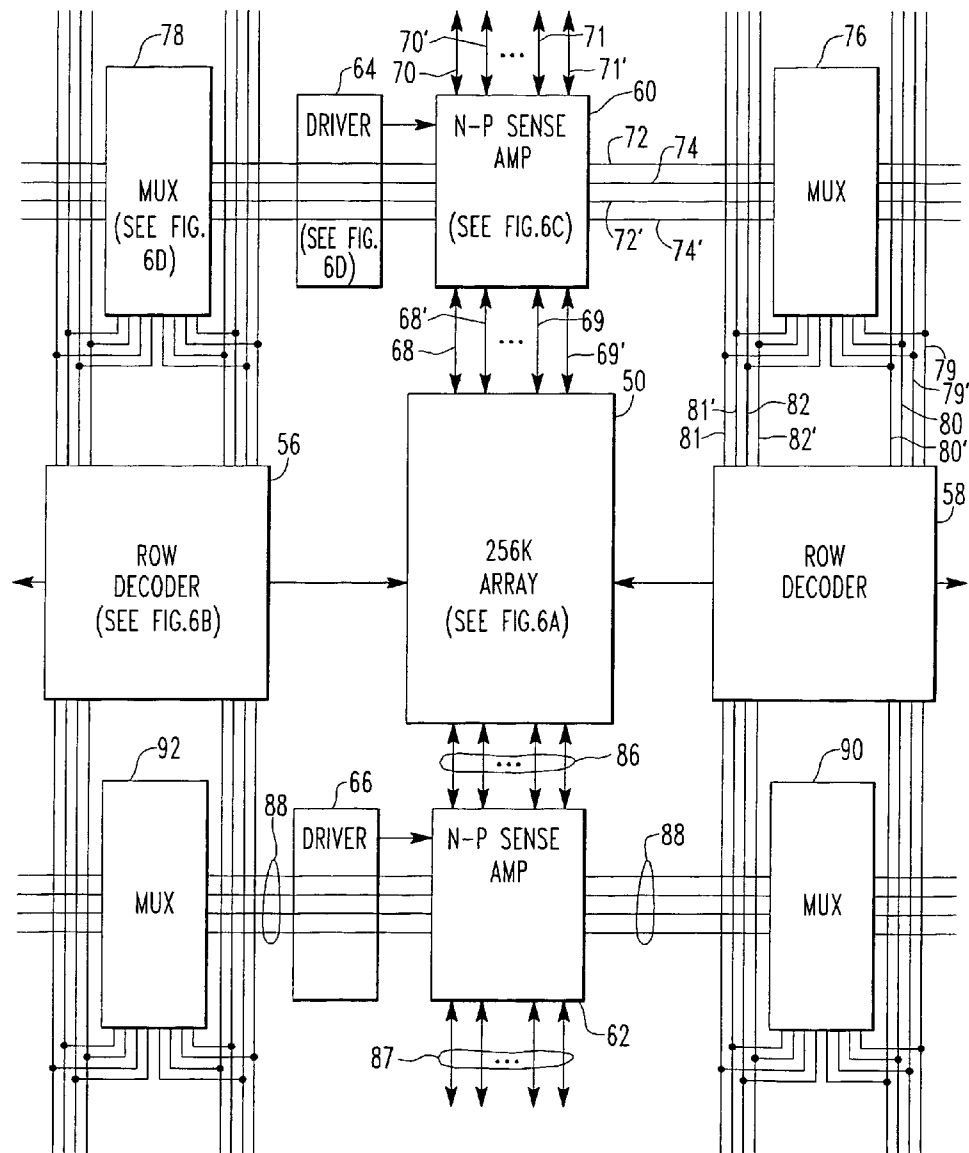 78
70'
70
71
71'
76
64
60
DRIVER
N-P SENSE
AMP
72
74
MUX
(SEE FIG.
6D)
(SEE FIG.
6D)
(SEE FIG.6C)
72'
74'
MUX
68'
68
69
69'
79
79'
50
81'
81
82
82'
80
80'
56
58
ROW
DECODER
(SEE FIG.6B)
256K
ARRAY
(SEE FIG.6A)
ROW
DECODER
92
86
90
66
88
DRIVER
N-P SENSE
AMP
88
MUX
MUX
87
62